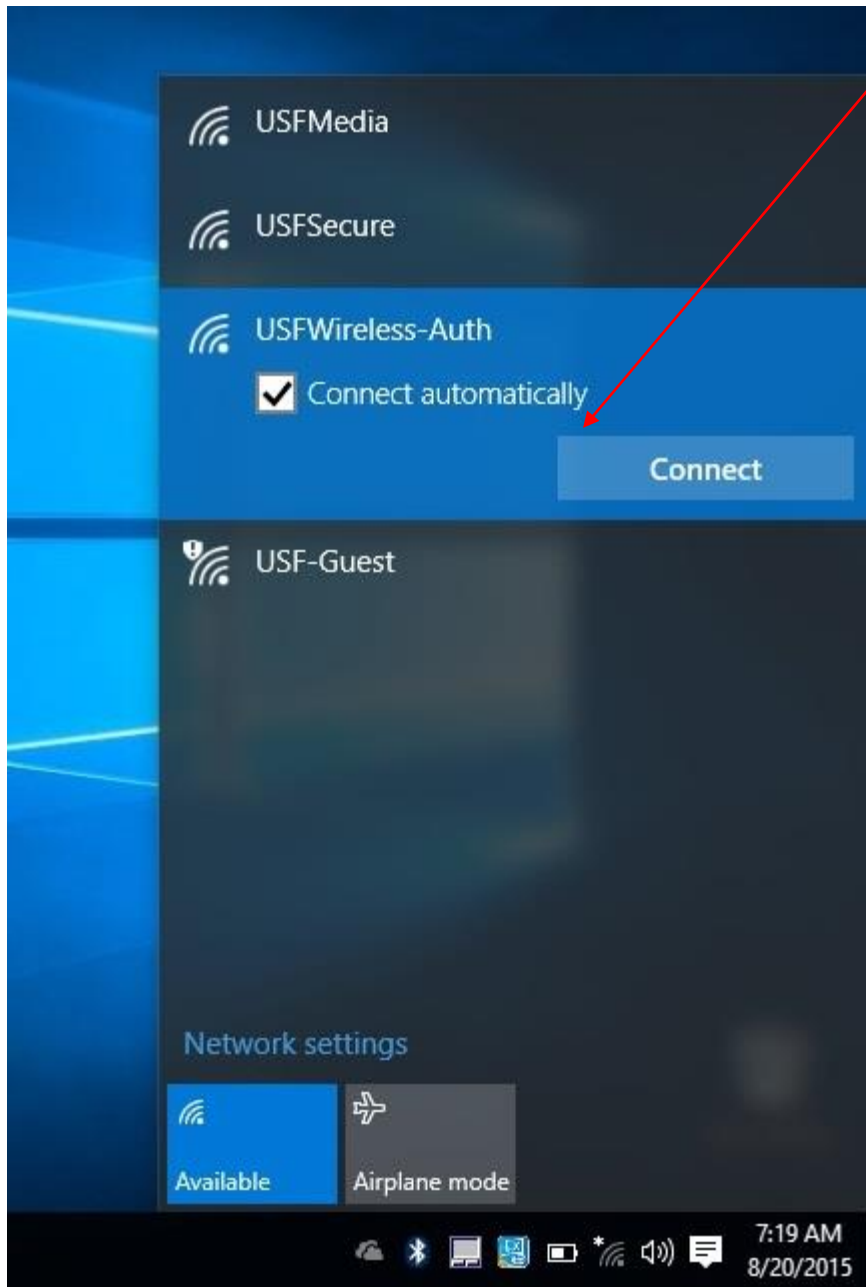 USFMedia
USFSecure
USFWireless-Auth
Connect automatically
Connect
USF-Guest
Network settings
Available
Airplane mode
7:19 AM
8/20/2015